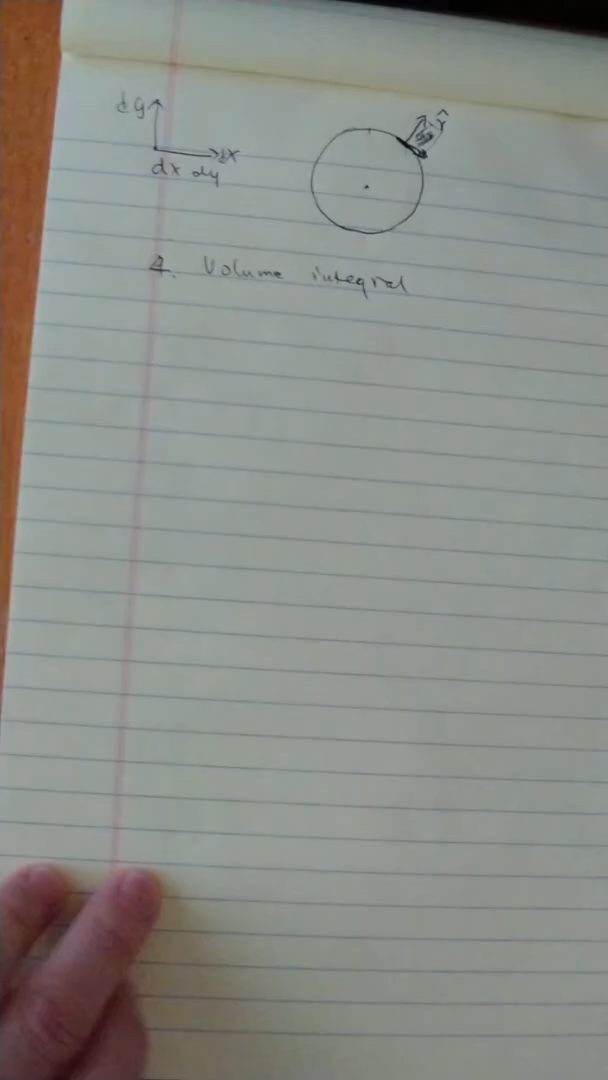 dy
r̂
dx
dx dy
4. Volume integral